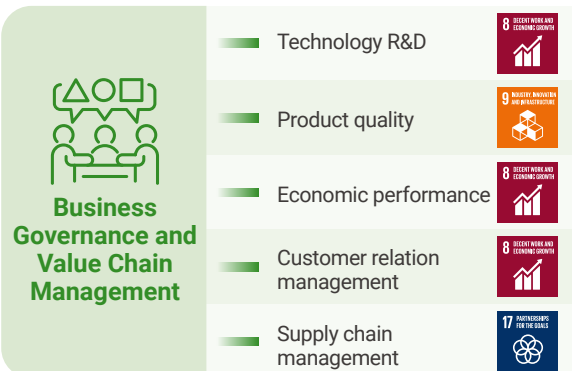 Business
Governance and
Value Chain
Management
Technology R&D
8 DECENT WORK AND
ECONOMIC GROWTH
Product quality
9 INDUSTRY, INNOVATION
AND INFRASTRUCTURE
Economic performance
8 DECENT WORK AND
ECONOMIC GROWTH
Customer relation
management
8 DECENT WORK AND
ECONOMIC GROWTH
Supply chain
management
17 PARTNERSHIPS
FOR THE GOALS